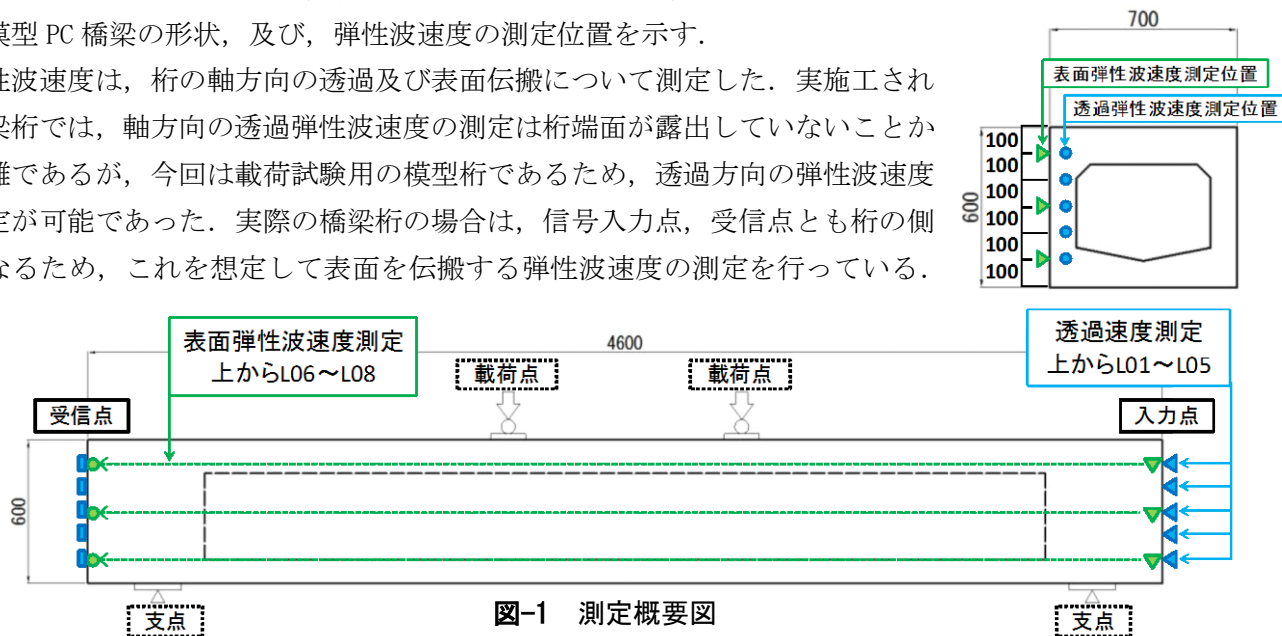 模型 PC 橋梁の形状，及び，弾性波速度の測定位置を示す．
性波速度は，桁の軸方向の透過及び表面伝搬について測定した．実施工され
梁桁では，軸方向の透過弾性波速度の測定は桁端面が露出していないことか
難であるが，今回は載荷試験用の模型桁であるため，透過方向の弾性波速度
定が可能であった．実際の橋梁桁の場合は，信号入力点，受信点とも桁の側
なるため，これを想定して表面を伝搬する弾性波速度の測定を行っている．
700
表面弾性波速度測定位置
透過弾性波速度測定位置
100
100
100
100
100
100
600
表面弾性波速度測定
上からL06～L08
4600
載荷点
載荷点
透過速度測定
上からL01～L05
受信点
入力点
600
支点
支点
図-1 測定概要図